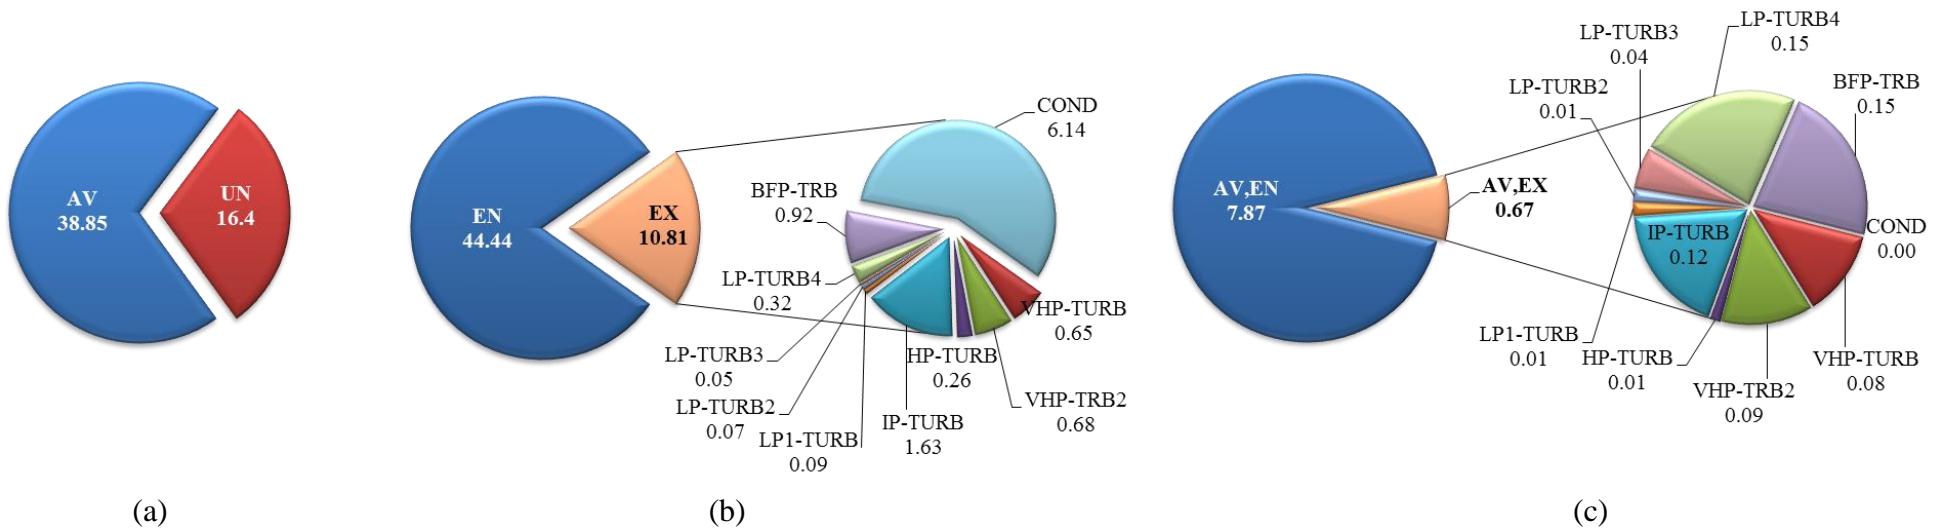 AV
38.85
UN
16.4
(a)
EN
44.44
EX
10.81
COND
6.14
BFP-TRB
0.92
LP-TURB4
0.32
LP-TURB3
0.05
LP-TURB2
0.07
LP1-TURB
0.09
IP-TURB
1.63
HP-TURB
0.26
VHP-TRB2
0.68
VHP-TURB
0.65
(b)
AV,EN
7.87
AV,EX
0.67
LP-TURB2
0.01
LP-TURB3
0.04
LP-TURB4
0.15
BFP-TRB
0.15
COND
0.00
IP-TURB
0.12
LP1-TURB
0.01
HP-TURB
0.01
VHP-TRB2
0.09
VHP-TURB
0.08
(c)